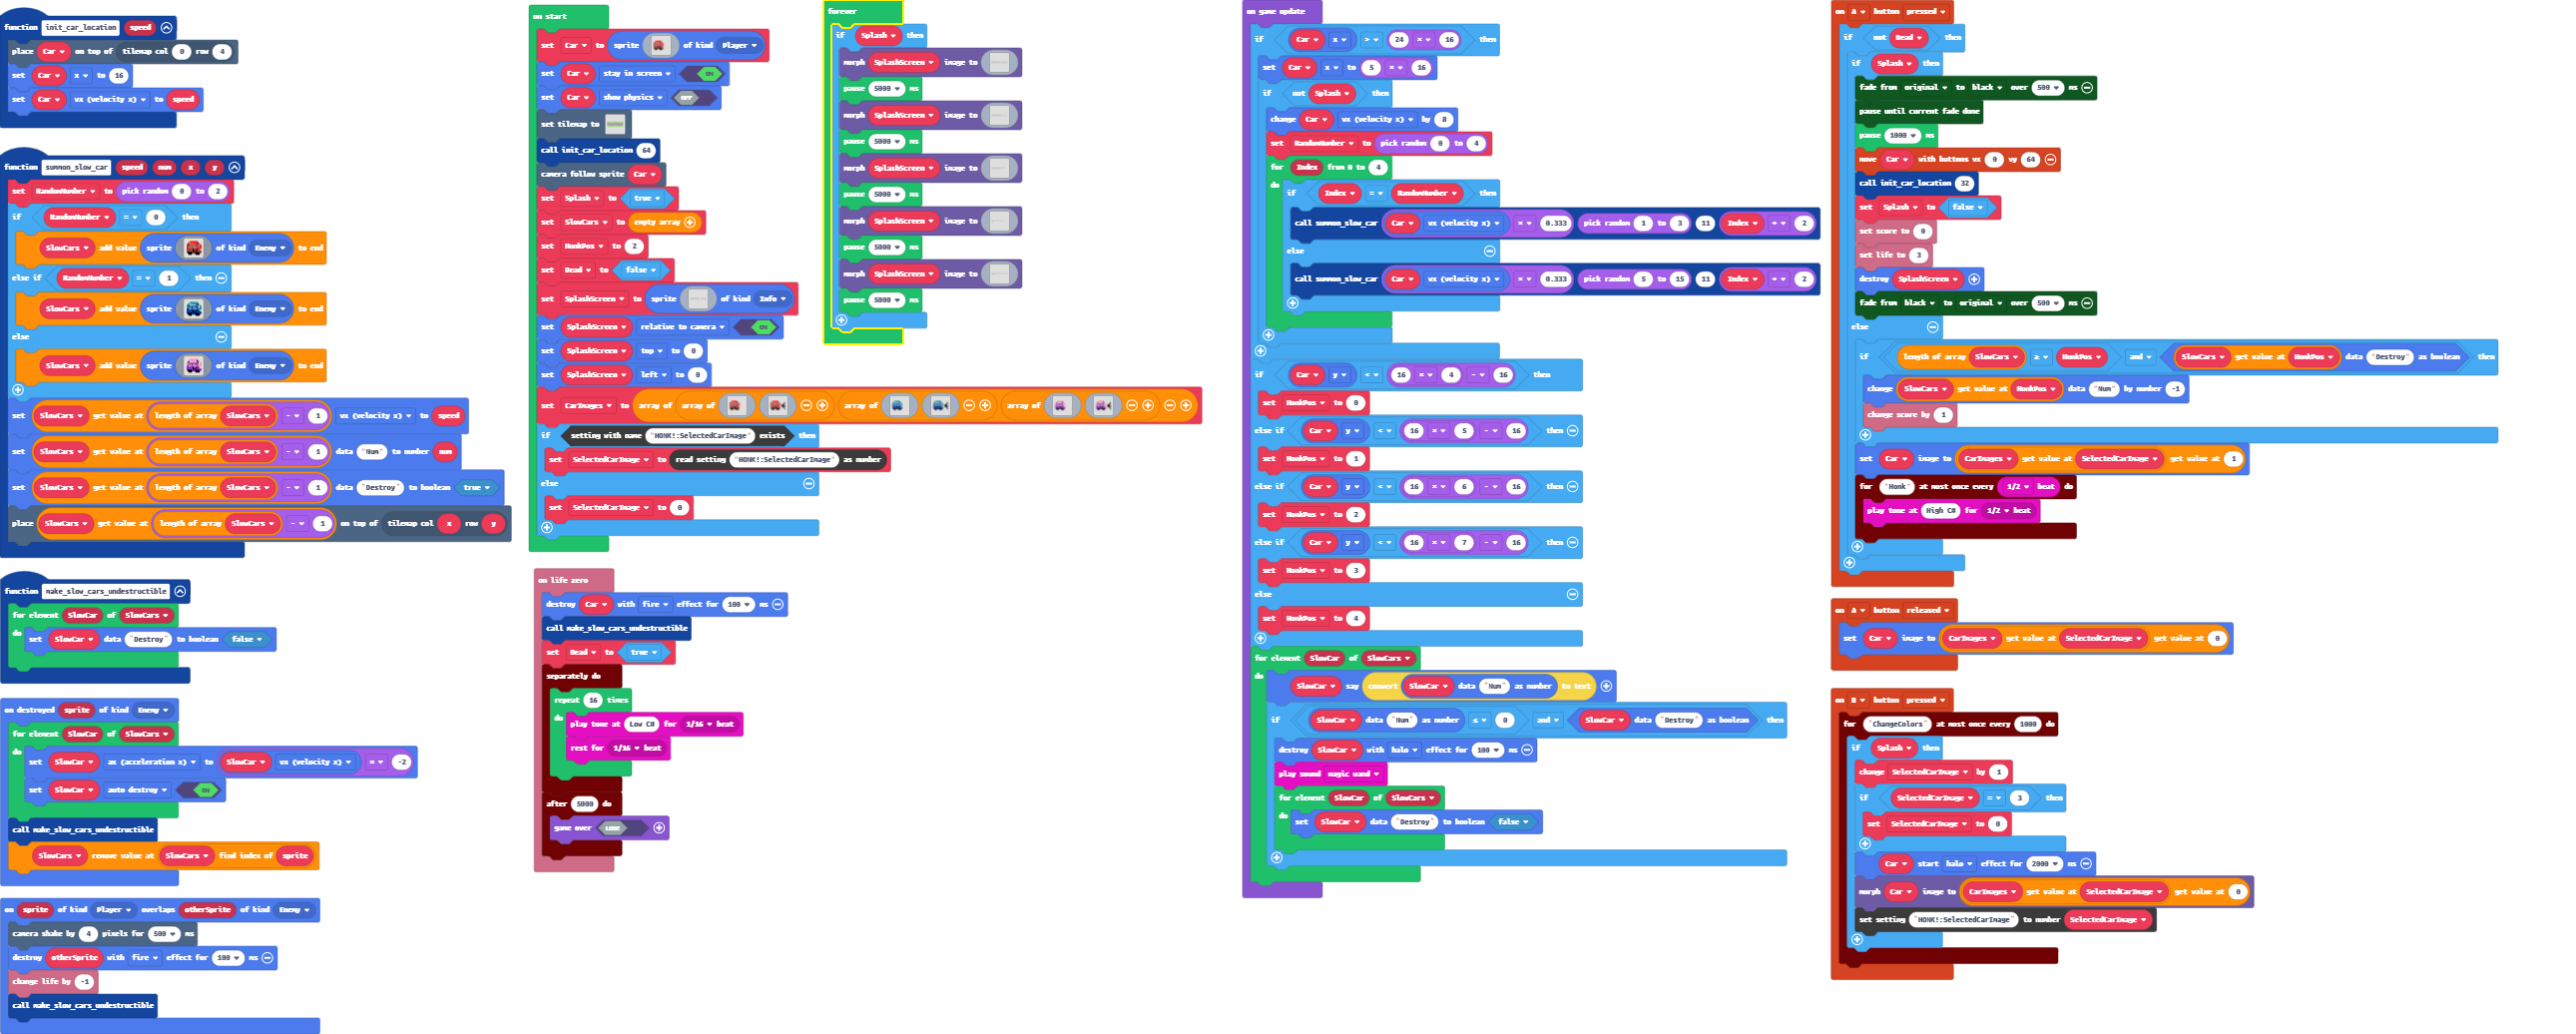 function init_car_location speed
place Car on top of tilemap col 0 row 4
set Car x to 16
set Car vx (velocity x) to speed
function summon_slow_car speed num x y
set RandomNumber to pick random 0 to 2
if RandomNumber = 0 then
SlowCars add value sprite of kind Enemy to end
else if RandomNumber = 1 then
SlowCars add value sprite of kind Enemy to end
else
SlowCars add value sprite of kind Enemy to end
set SlowCars get value at length of array SlowCars - 1 vx (velocity x) to speed
set SlowCars get value at length of array SlowCars - 1 data "Num" to number num
set SlowCars get value at length of array SlowCars - 1 data "Destroy" to boolean true
place SlowCars get value at length of array SlowCars - 1 on top of tilemap col x row y
function make_slow_cars_undestructible
for element SlowCar of SlowCars
do set SlowCar data "Destroy" to boolean false
on destroyed sprite of kind Enemy
for element SlowCar of SlowCars
do
set SlowCar ax (acceleration x) to SlowCar vx (velocity x) × -2
set SlowCar auto destroy ON
call make_slow_cars_undestructible
SlowCars remove value at SlowCars find index of sprite
on sprite of kind Player overlaps otherSprite of kind Enemy
camera shake by 4 pixels for 500 ms
destroy otherSprite with fire effect for 100 ms
change life by -1
call make_slow_cars_undestructible
on start
set Car to sprite of kind Player
set Car stay in screen ON
set Car show physics OFF
set tilemap to
call init_car_location 64
camera follow sprite Car
set Splash to true
set SlowCars to empty array
set HonkPos to 2
set Dead to false
set SplashScreen to sprite of kind Info
set SplashScreen relative to camera ON
set SplashScreen top to 0
set SplashScreen left to 0
set CarImages to array of array of array of array of
if setting with name "HONK!:SelectedCarImage" exists then
set SelectedCarImage to read setting "HONK!:SelectedCarImage" as number
else
set SelectedCarImage to 0
on life zero
destroy Car with fire effect for 100 ms
call make_slow_cars_undestructible
set Dead to true
separately do
repeat 16 times
do play tone at Low C# for 1/16 beat
rest for 1/16 beat
after 5000 do
game over LOSE
forever
if Splash then
morph SplashScreen image to
pause 5000 ms
morph SplashScreen image to
pause 5000 ms
morph SplashScreen image to
pause 5000 ms
morph SplashScreen image to
pause 5000 ms
morph SplashScreen image to
pause 5000 ms
on game update
if Car x > 24 × 16 then
set Car x to 5 × 16
if not Splash then
change Car vx (velocity x) by 8
set RandomNumber to pick random 0 to 4
for Index from 0 to 4
do if Index = RandomNumber then
call summon_slow_car Car vx (velocity x) × 0.333 pick random 1 to 3 11 Index + 2
else
call summon_slow_car Car vx (velocity x) × 0.333 pick random 5 to 15 11 Index + 2
if Car y < 16 × 4 - 16 then
set HonkPos to 0
else if Car y < 16 × 5 - 16 then
set HonkPos to 1
else if Car y < 16 × 6 - 16 then
set HonkPos to 2
else if Car y < 16 × 7 - 16 then
set HonkPos to 3
else
set HonkPos to 4
for element SlowCar of SlowCars
do SlowCar say convert SlowCar data "Num" as number to text
if SlowCar data "Num" as number ≤ 0 and SlowCar data "Destroy" as boolean then
destroy SlowCar with halo effect for 100 ms
play sound magic wand
for element SlowCar of SlowCars
do set SlowCar data "Destroy" to boolean false
on A button pressed
if not Dead then
if Splash then
fade from original to black over 500 ms
pause until current fade done
pause 1000 ms
move Car with buttons vx 0 vy 64
call init_car_location 32
set Splash to false
set score to 0
set life to 3
destroy SplashScreen
fade from black to original over 500 ms
else
if length of array SlowCars ≥ HonkPos and SlowCars get value at HonkPos data "Destroy" as boolean then
change SlowCars get value at HonkPos data "Num" by number -1
change score by 1
set Car image to CarImages get value at SelectedCarImage get value at 1
for "Honk" at most once every 1/2 beat do
play tone at High C# for 1/2 beat
on A button released
set Car image to CarImages get value at SelectedCarImage get value at 0
on B button pressed
for "ChangeColors" at most once every 1000 do
if Splash then
change SelectedCarImage by 1
if SelectedCarImage = 3 then
set SelectedCarImage to 0
Car start halo effect for 2000 ms
morph Car image to CarImages get value at SelectedCarImage get value at 0
set setting "HONK!:SelectedCarImage" to number SelectedCarImage